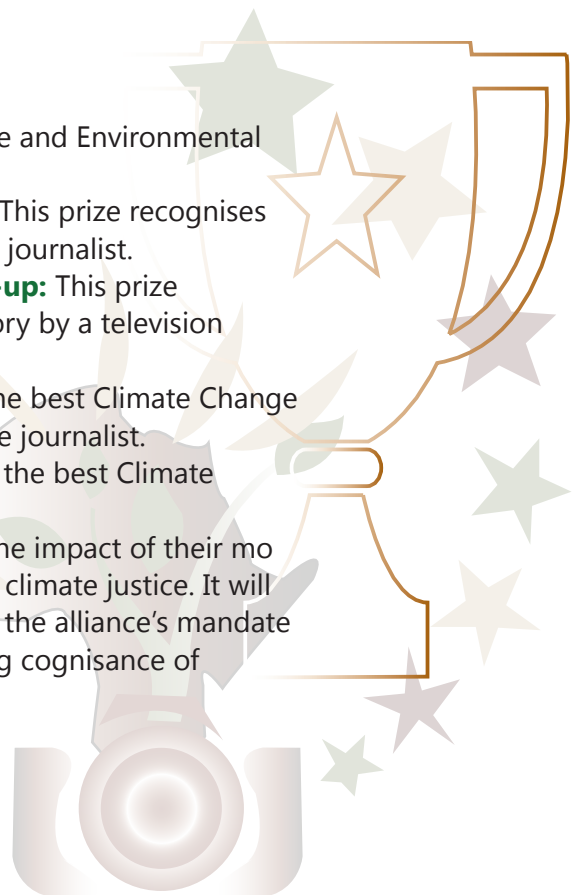 e and Environmental
This prize recognises
journalist.
-up: This prize
ory by a television
he best Climate Change
e journalist.
the best Climate
he impact of their mo
climate justice. It will
the alliance’s mandate
g cognisance of